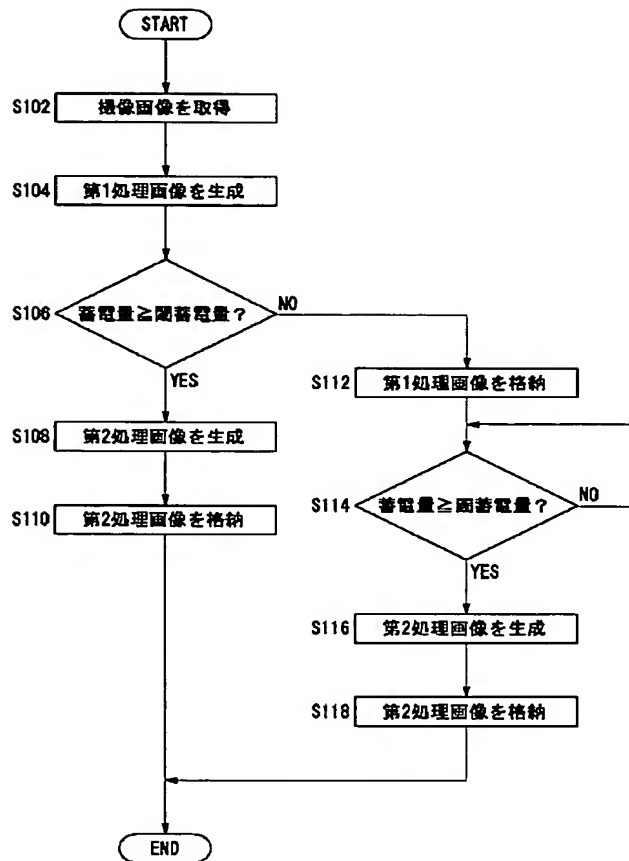 START
S102 撮像画像を取得
S104 第1処理画像を生成
S106 蓄電量≧閾蓄電量?
NO
YES
S108 第2処理画像を生成
S110 第2処理画像を格納
S112 第1処理画像を格納
S114 蓄電量≧閾蓄電量?
NO
YES
S116 第2処理画像を生成
S118 第2処理画像を格納
END